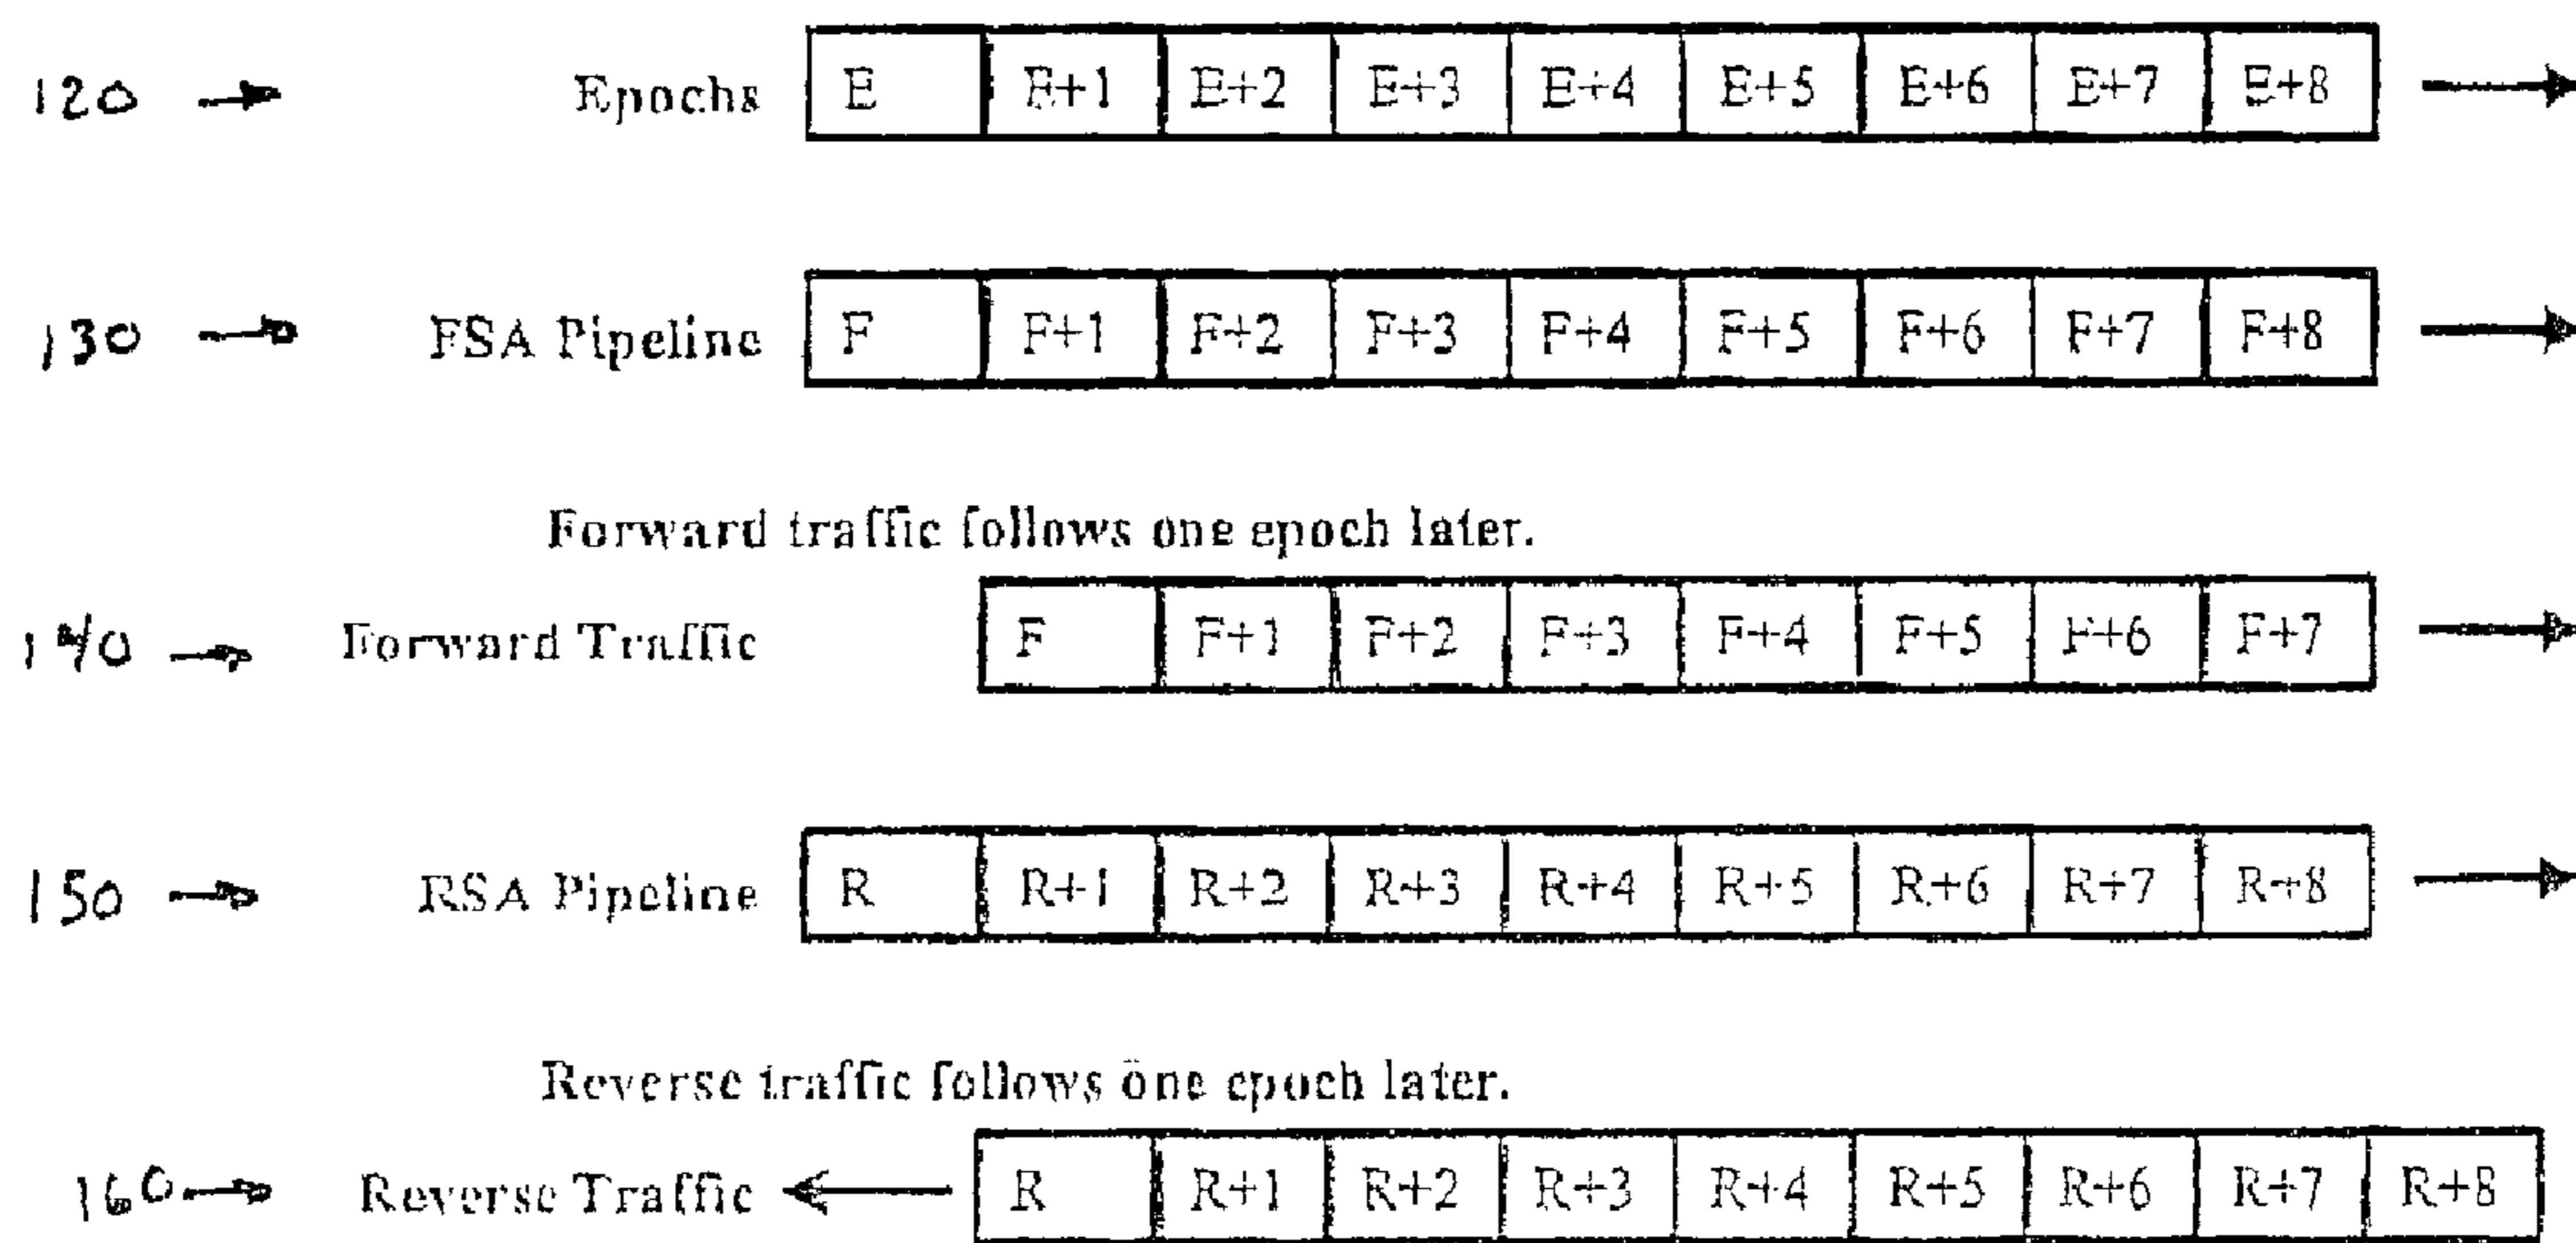 120 → Epochs E E+1 E+2 E+3 E+4 E+5 E+6 E+7 E+8
130 → FSA Pipeline F F+1 F+2 F+3 F+4 F+5 F+6 F+7 F+8
Forward traffic follows one epoch later.
140 → Forward Traffic F F+1 F+2 F+3 F+4 F+5 F+6 F+7
150 → RSA Pipeline R R+1 R+2 R+3 R+4 R+5 R+6 R+7 R+8
Reverse traffic follows one epoch later.
160 → Reverse Traffic R R+1 R+2 R+3 R+4 R+5 R+6 R+7 R+8